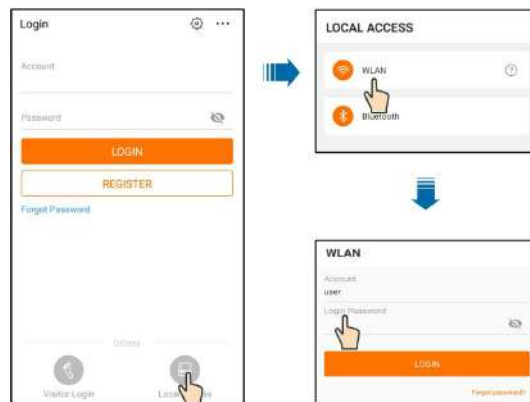 Login
Account
Password
LOGIN
REGISTER
Forgot Password
Others
Visitor Login
Local
LOCAL ACCESS
WLAN
Bluetooth
WLAN
Account
user
Login Password
LOGIN
Forgot password?